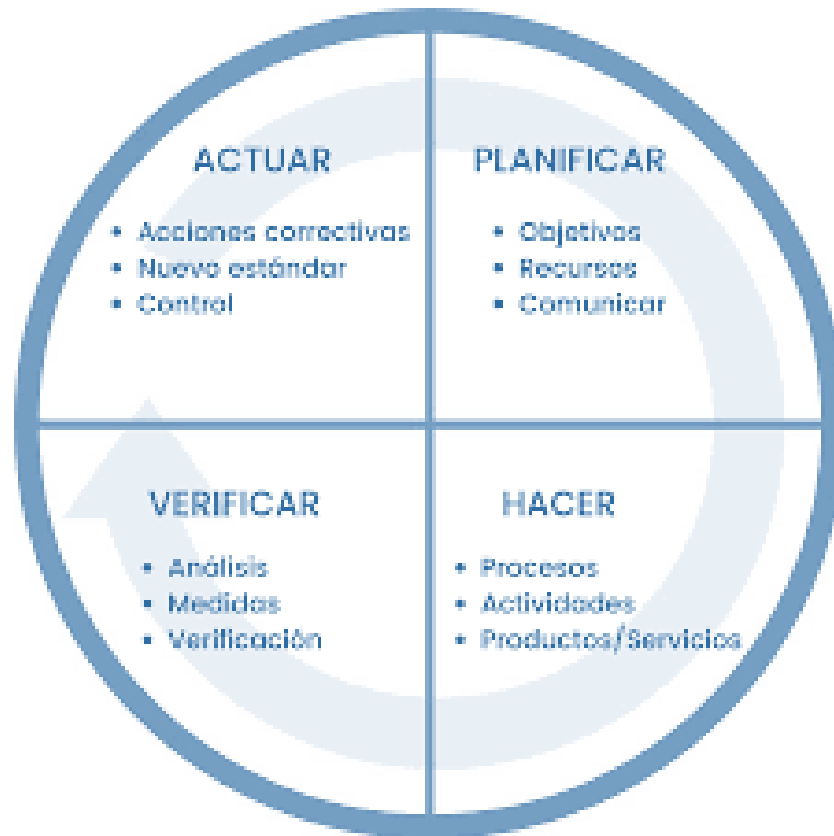 ACTUAR
• Acciones correctivas
• Nuevo estándar
• Control
PLANIFICAR
• Objetivos
• Recursos
• Comunicar
VERIFICAR
• Análisis
• Medidas
• Verificación
HACER
• Procesos
• Actividades
• Productos/Servicios